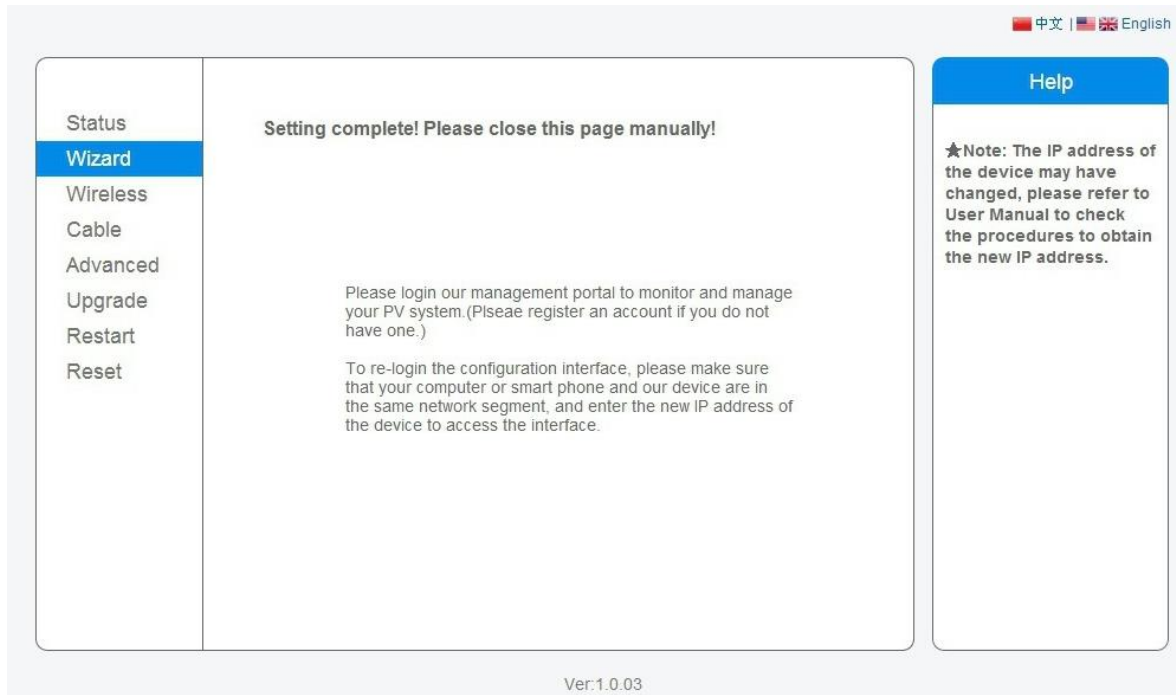 中文 | English
Status
Wizard
Wireless
Cable
Advanced
Upgrade
Restart
Reset
Setting complete! Please close this page manually!
Please login our management portal to monitor and manage
your PV system.(Plseae register an account if you do not
have one.)
To re-login the configuration interface, please make sure
that your computer or smart phone and our device are in
the same network segment, and enter the new IP address of
the device to access the interface.
Help
★Note: The IP address of
the device may have
changed, please refer to
User Manual to check
the procedures to obtain
the new IP address.
Ver:1.0.03